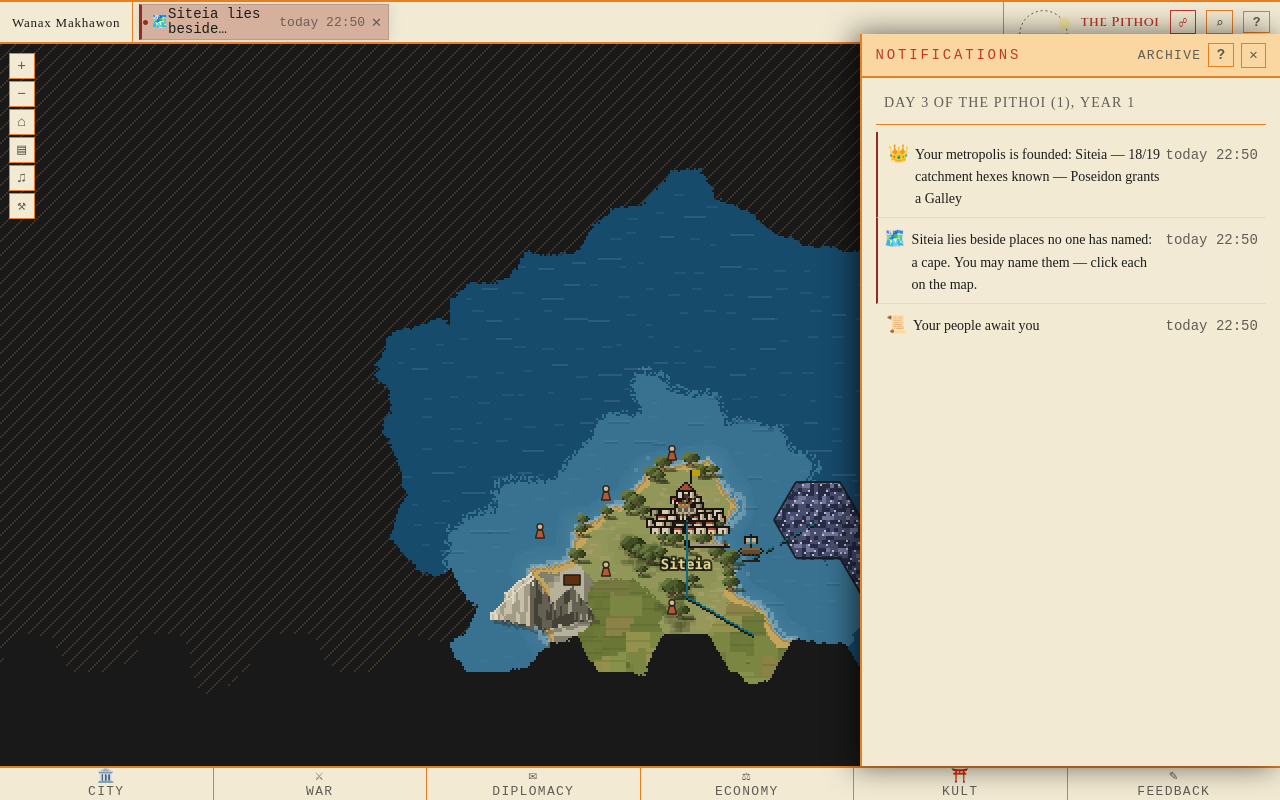 Wanax Makhawon
Siteia lies beside… today 22:50 ✕
THE PITHOI ?
NOTIFICATIONS ARCHIVE ? ✕
DAY 3 OF THE PITHOI (1), YEAR 1
Your metropolis is founded: Siteia — 18/19 today 22:50
catchment hexes known — Poseidon grants
a Galley
Siteia lies beside places no one has named: today 22:50
a cape. You may name them — click each
on the map.
Your people await you today 22:50
Siteia
CITY WAR DIPLOMACY ECONOMY KULT FEEDBACK